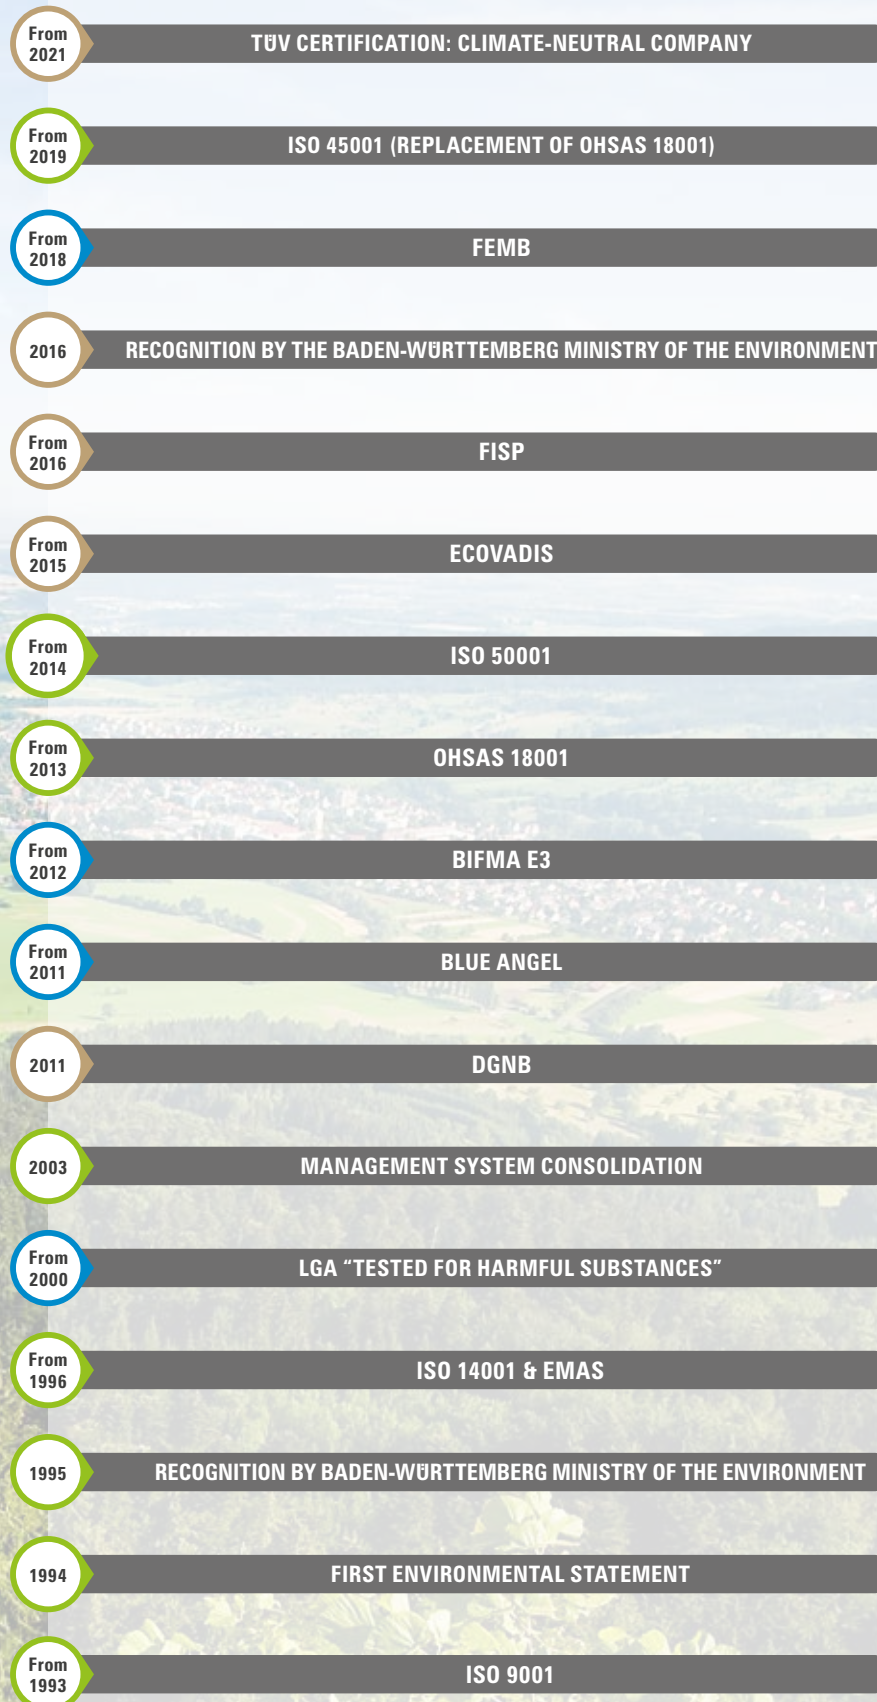 From
2021
TÜV CERTIFICATION: CLIMATE-NEUTRAL COMPANY
From
2019
ISO 45001 (REPLACEMENT OF OHSAS 18001)
From
2018
FEMB
2016
RECOGNITION BY THE BADEN-WÜRTTEMBERG MINISTRY OF THE ENVIRONMENT
From
2016
FISP
From
2015
ECOVADIS
From
2014
ISO 50001
From
2013
OHSAS 18001
From
2012
BIFMA E3
From
2011
BLUE ANGEL
2011
DGNB
2003
MANAGEMENT SYSTEM CONSOLIDATION
From
2000
LGA “TESTED FOR HARMFUL SUBSTANCES”
From
1996
ISO 14001 & EMAS
1995
RECOGNITION BY BADEN-WÜRTTEMBERG MINISTRY OF THE ENVIRONMENT
1994
FIRST ENVIRONMENTAL STATEMENT
From
1993
ISO 9001